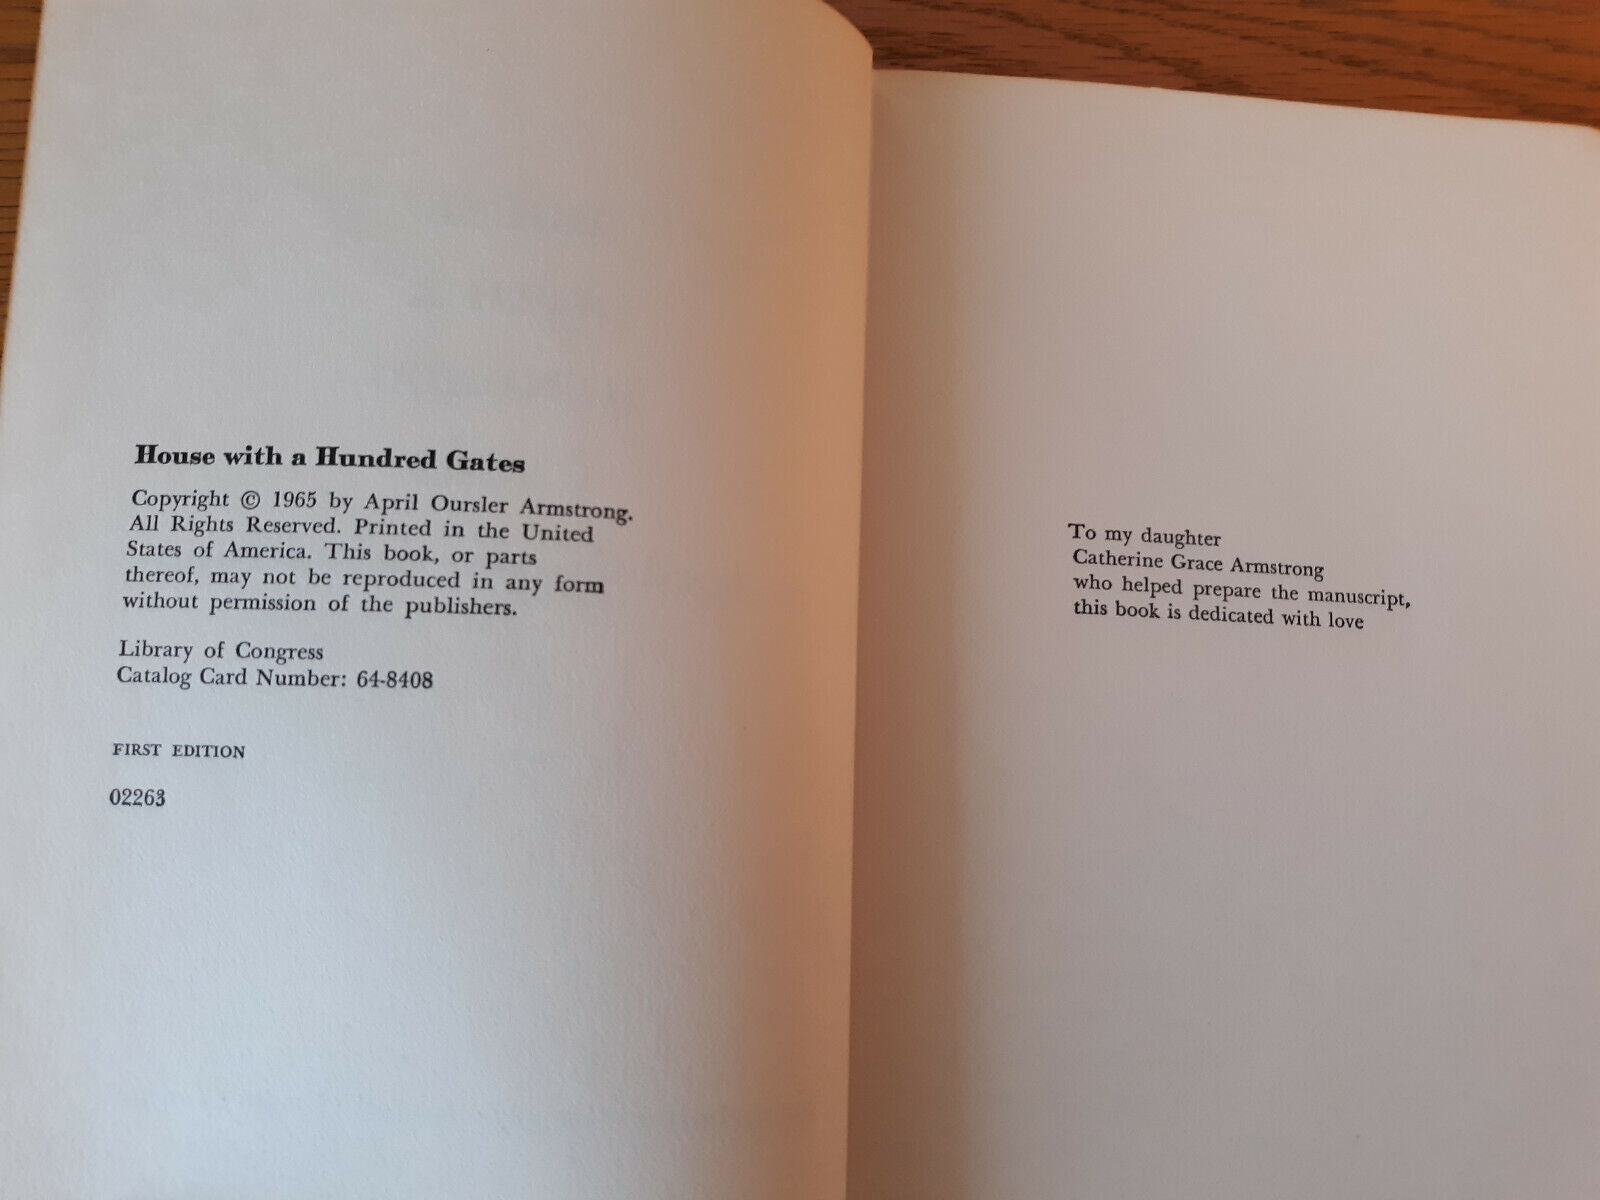 House with a Hundred Gates
Copyright © 1965 by April Oursler Armstrong.
All Rights Reserved. Printed in the United
States of America. This book, or parts
thereof, may not be reproduced in any form
without permission of the publishers.
Library of Congress
Catalog Card Number: 64-8408
FIRST EDITION
02263
To my daughter
Catherine Grace Armstrong
who helped prepare the manuscript,
this book is dedicated with love